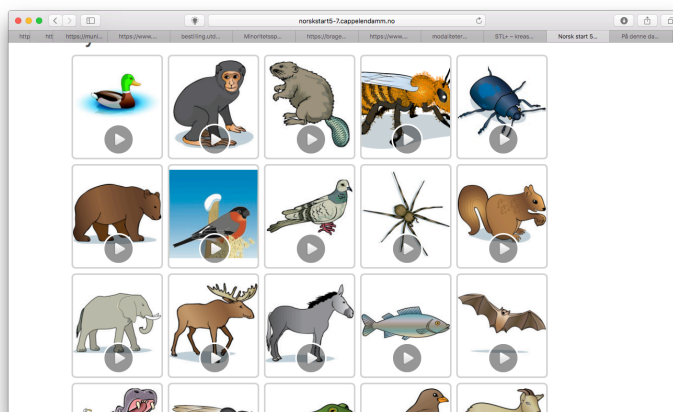 norskstart5-7.cappelendamm.no
http
htt
https://muni...
https://www....
bestilling.utd...
Minoritetssp...
https://brage...
https://www....
modaliteter...
STL+ – kreas...
Norsk start 5...
På denne da...